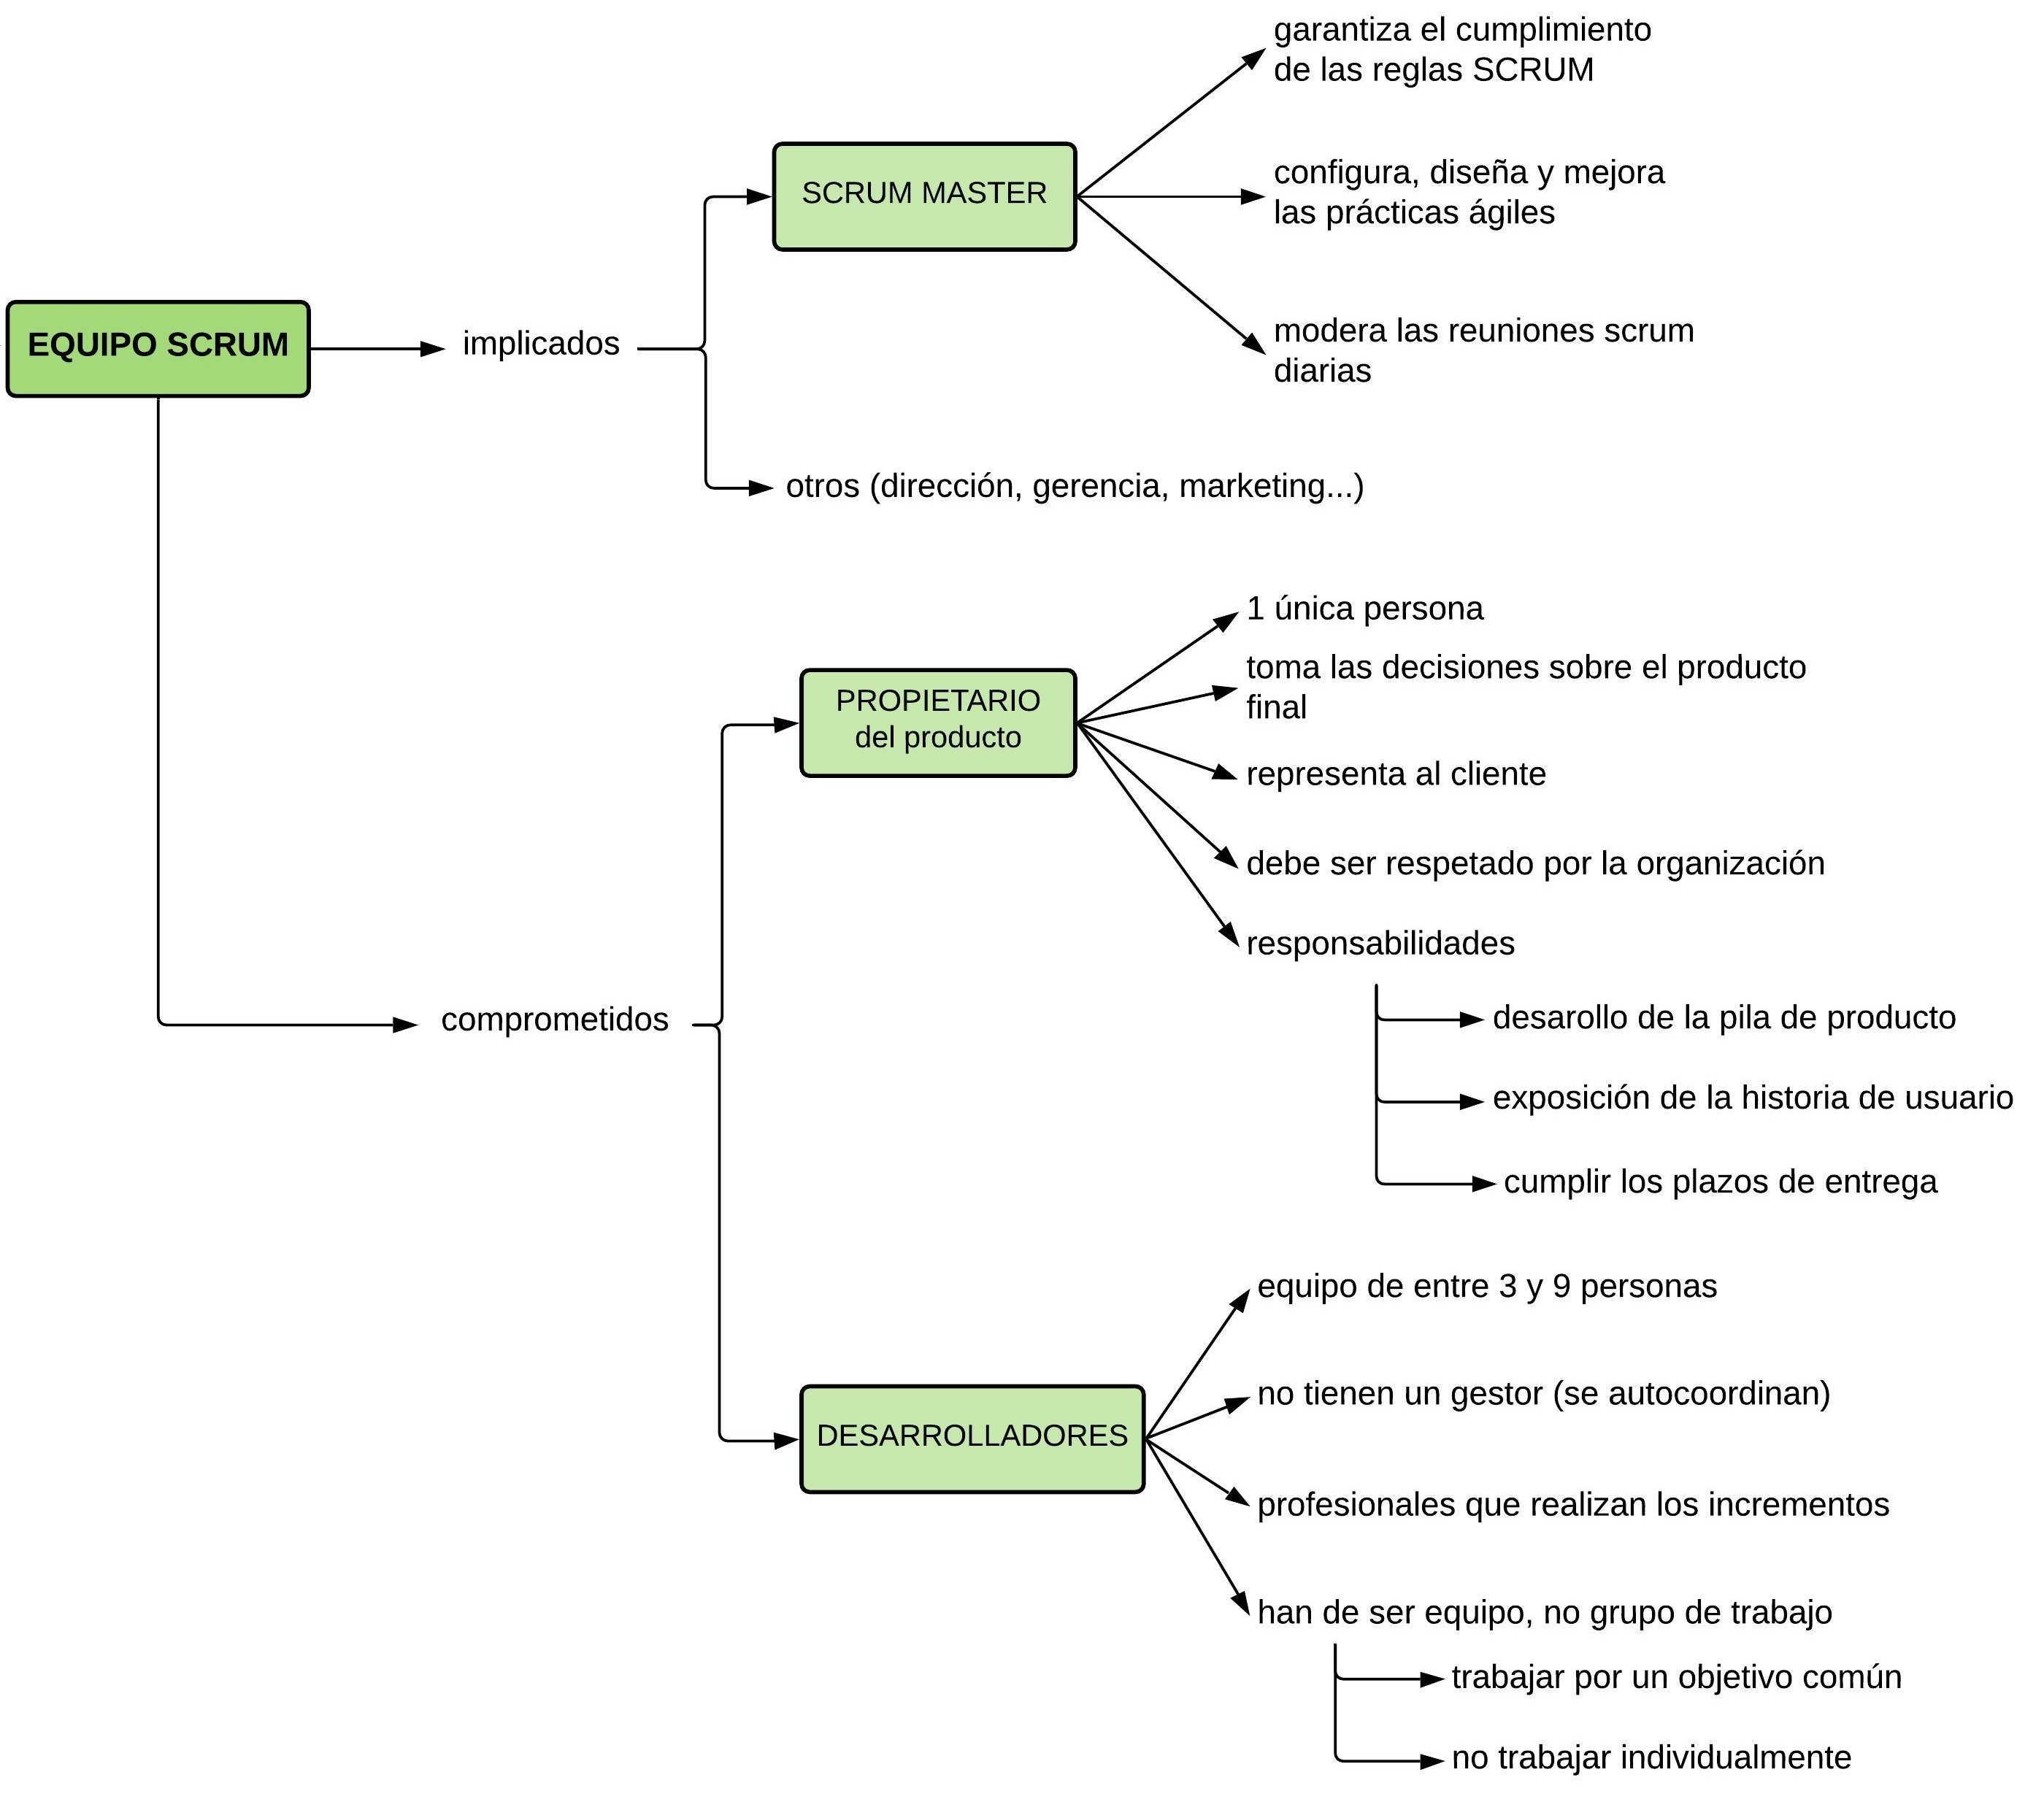 garantiza el cumplimiento
de las reglas SCRUM
SCRUM MASTER
configura, diseña y mejora
las prácticas ágiles
EQUIPO SCRUM
implicados
modera las reuniones scrum
diarias
otros (dirección, gerencia, marketing...)
1 única persona
PROPIETARIO
del producto
toma las decisiones sobre el producto
final
representa al cliente
debe ser respetado por la organización
responsabilidades
comprometidos
desarollo de la pila de producto
exposición de la historia de usuario
cumplir los plazos de entrega
equipo de entre 3 y 9 personas
no tienen un gestor (se autocoordinan)
DESARROLLADORES
profesionales que realizan los incrementos
han de ser equipo, no grupo de trabajo
trabajar por un objetivo común
no trabajar individualmente